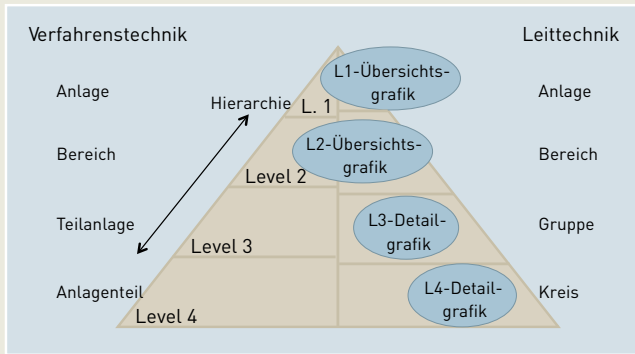 Verfahrenstechnik
Leittechnik
Anlage
L1-Übersichts-
grafik
Anlage
Hierarchie
L. 1
Bereich
L2-Übersichts-
grafik
Bereich
Level 2
Teilanlage
L3-Detail-
grafik
Gruppe
Level 3
Anlagenteil
L4-Detail-
grafik
Kreis
Level 4